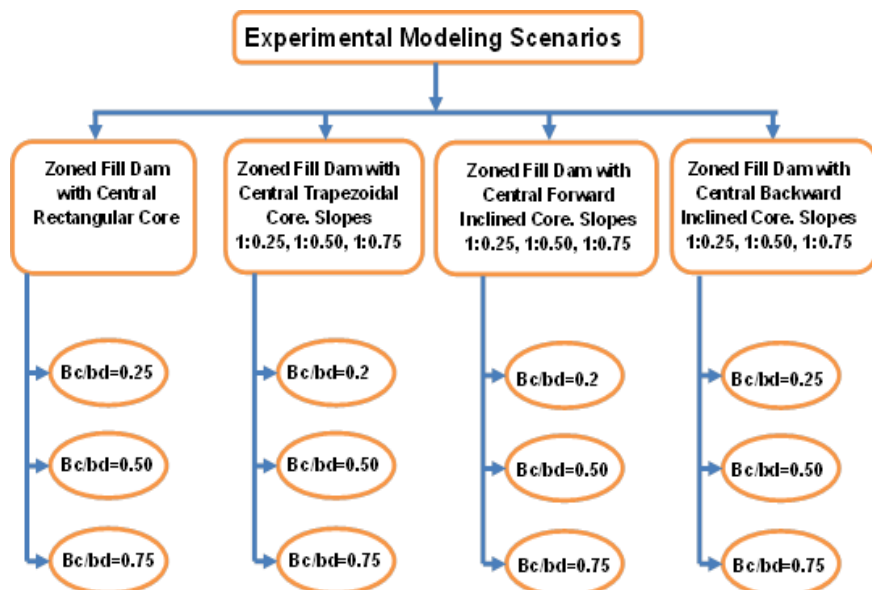 Experimental Modeling Scenarios
Zoned Fill Dam
with Central
Rectangular Core
Zoned Fill Dam with
Central Trapezoidal
Core. Slopes
1:0.25, 1:0.50, 1:0.75
Zoned Fill Dam with
Central Forward
Inclined Core. Slopes
1:0.25, 1:0.50, 1:0.75
Zoned Fill Dam with
Central Backward
Inclined Core. Slopes
1:0.25, 1:0.50, 1:0.75
Bc/bd=0.25
Bc/bd=0.2
Bc/bd=0.2
Bc/bd=0.25
Bc/bd=0.50
Bc/bd=0.50
Bc/bd=0.50
Bc/bd=0.50
Bc/bd=0.75
Bc/bd=0.75
Bc/bd=0.75
Bc/bd=0.75